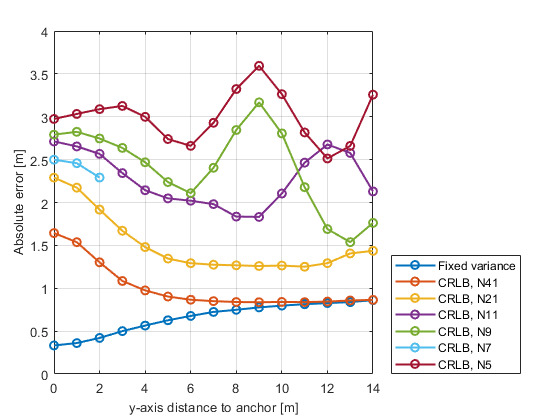 4
3.5
3
2.5
2
1.5
1
0.5
0
Absolute error [m]
0 2 4 6 8 10 12 14
y-axis distance to anchor [m]
Fixed variance
CRLB, N41
CRLB, N21
CRLB, N11
CRLB, N9
CRLB, N7
CRLB, N5